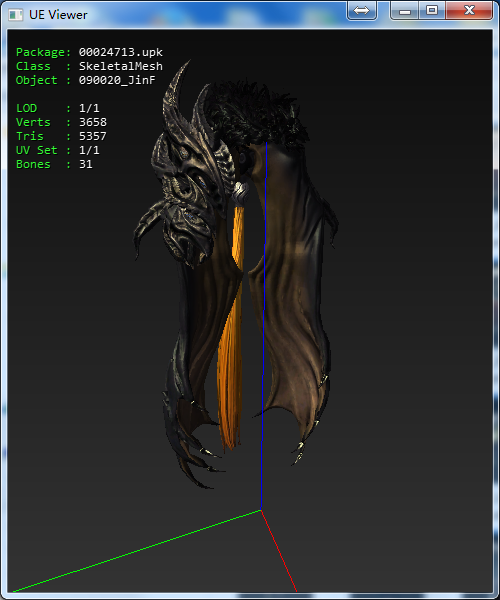 UE Viewer
Package: 00024713.upk
Class : SkeletalMesh
Object : 090020_JinF
LOD : 1/1
Verts : 3658
Tris : 5357
UV Set : 1/1
Bones : 31